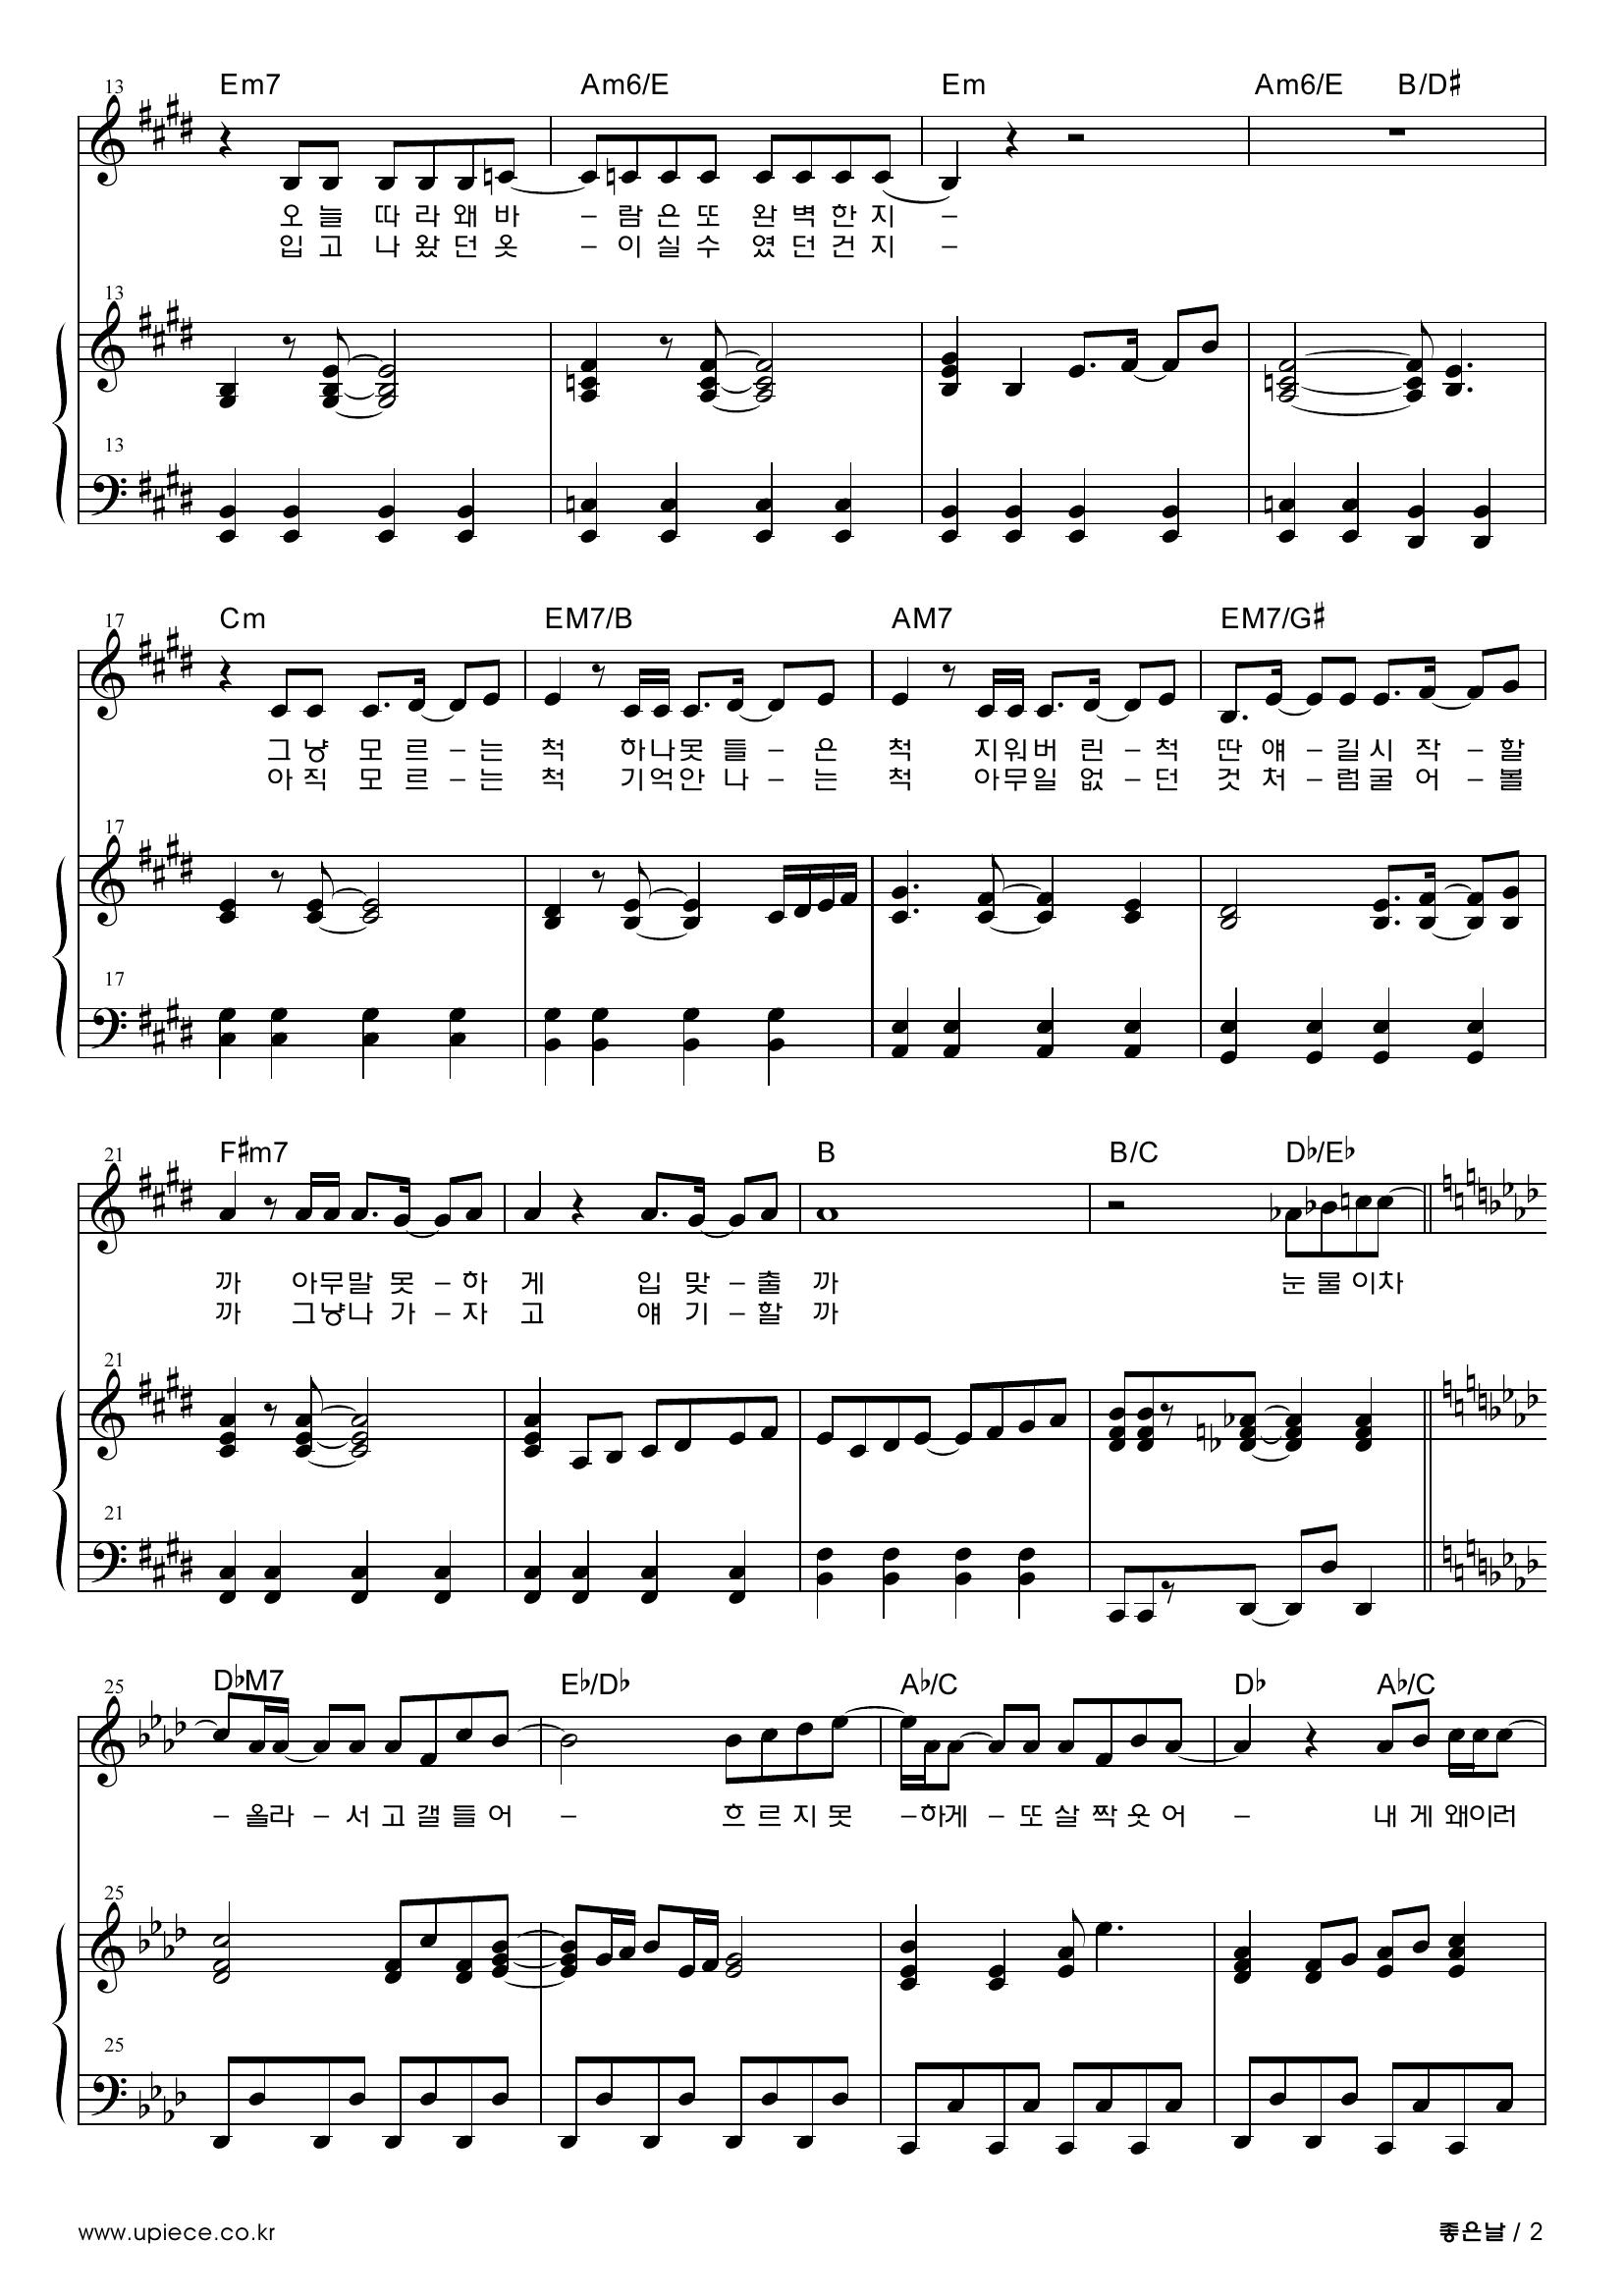 13 Em7 Am6/E Em Am6/E B/D♯
오 늘 따 라 왜 바 – 람 은 또 완 벽 한 지 –
입 고 나 왔 던 옷 – 이 실 수 였 던 건 지 –
13
13
17 Cm EM7/B AM7 EM7/G♯
그 냥 모 르 – 는 척 하나못 들 – 은 척 지워버 린 – 척 딴 얘 – 길 시 작 – 할
아 직 모 르 – 는 척 기억안 나 – 는 척 아무일 없 – 던 것 처 – 럼 굴 어 – 볼
17
17
21 F♯m7 B B/C D♭/E♭
까 아무말 못 – 하 게 입 맞 – 출 까 눈 물 이차
까 그냥나 가 – 자 고 얘 기 – 할 까
21
21
25 D♭M7 E♭/D♭ A♭/C D♭ A♭/C
– 올라 – 서 고 갤 들 어 – 흐 르 지 못 –하게 – 또 살 짝 웃 어 – 내 게 왜이러
25
25
www.upiece.co.kr 좋은날 / 2